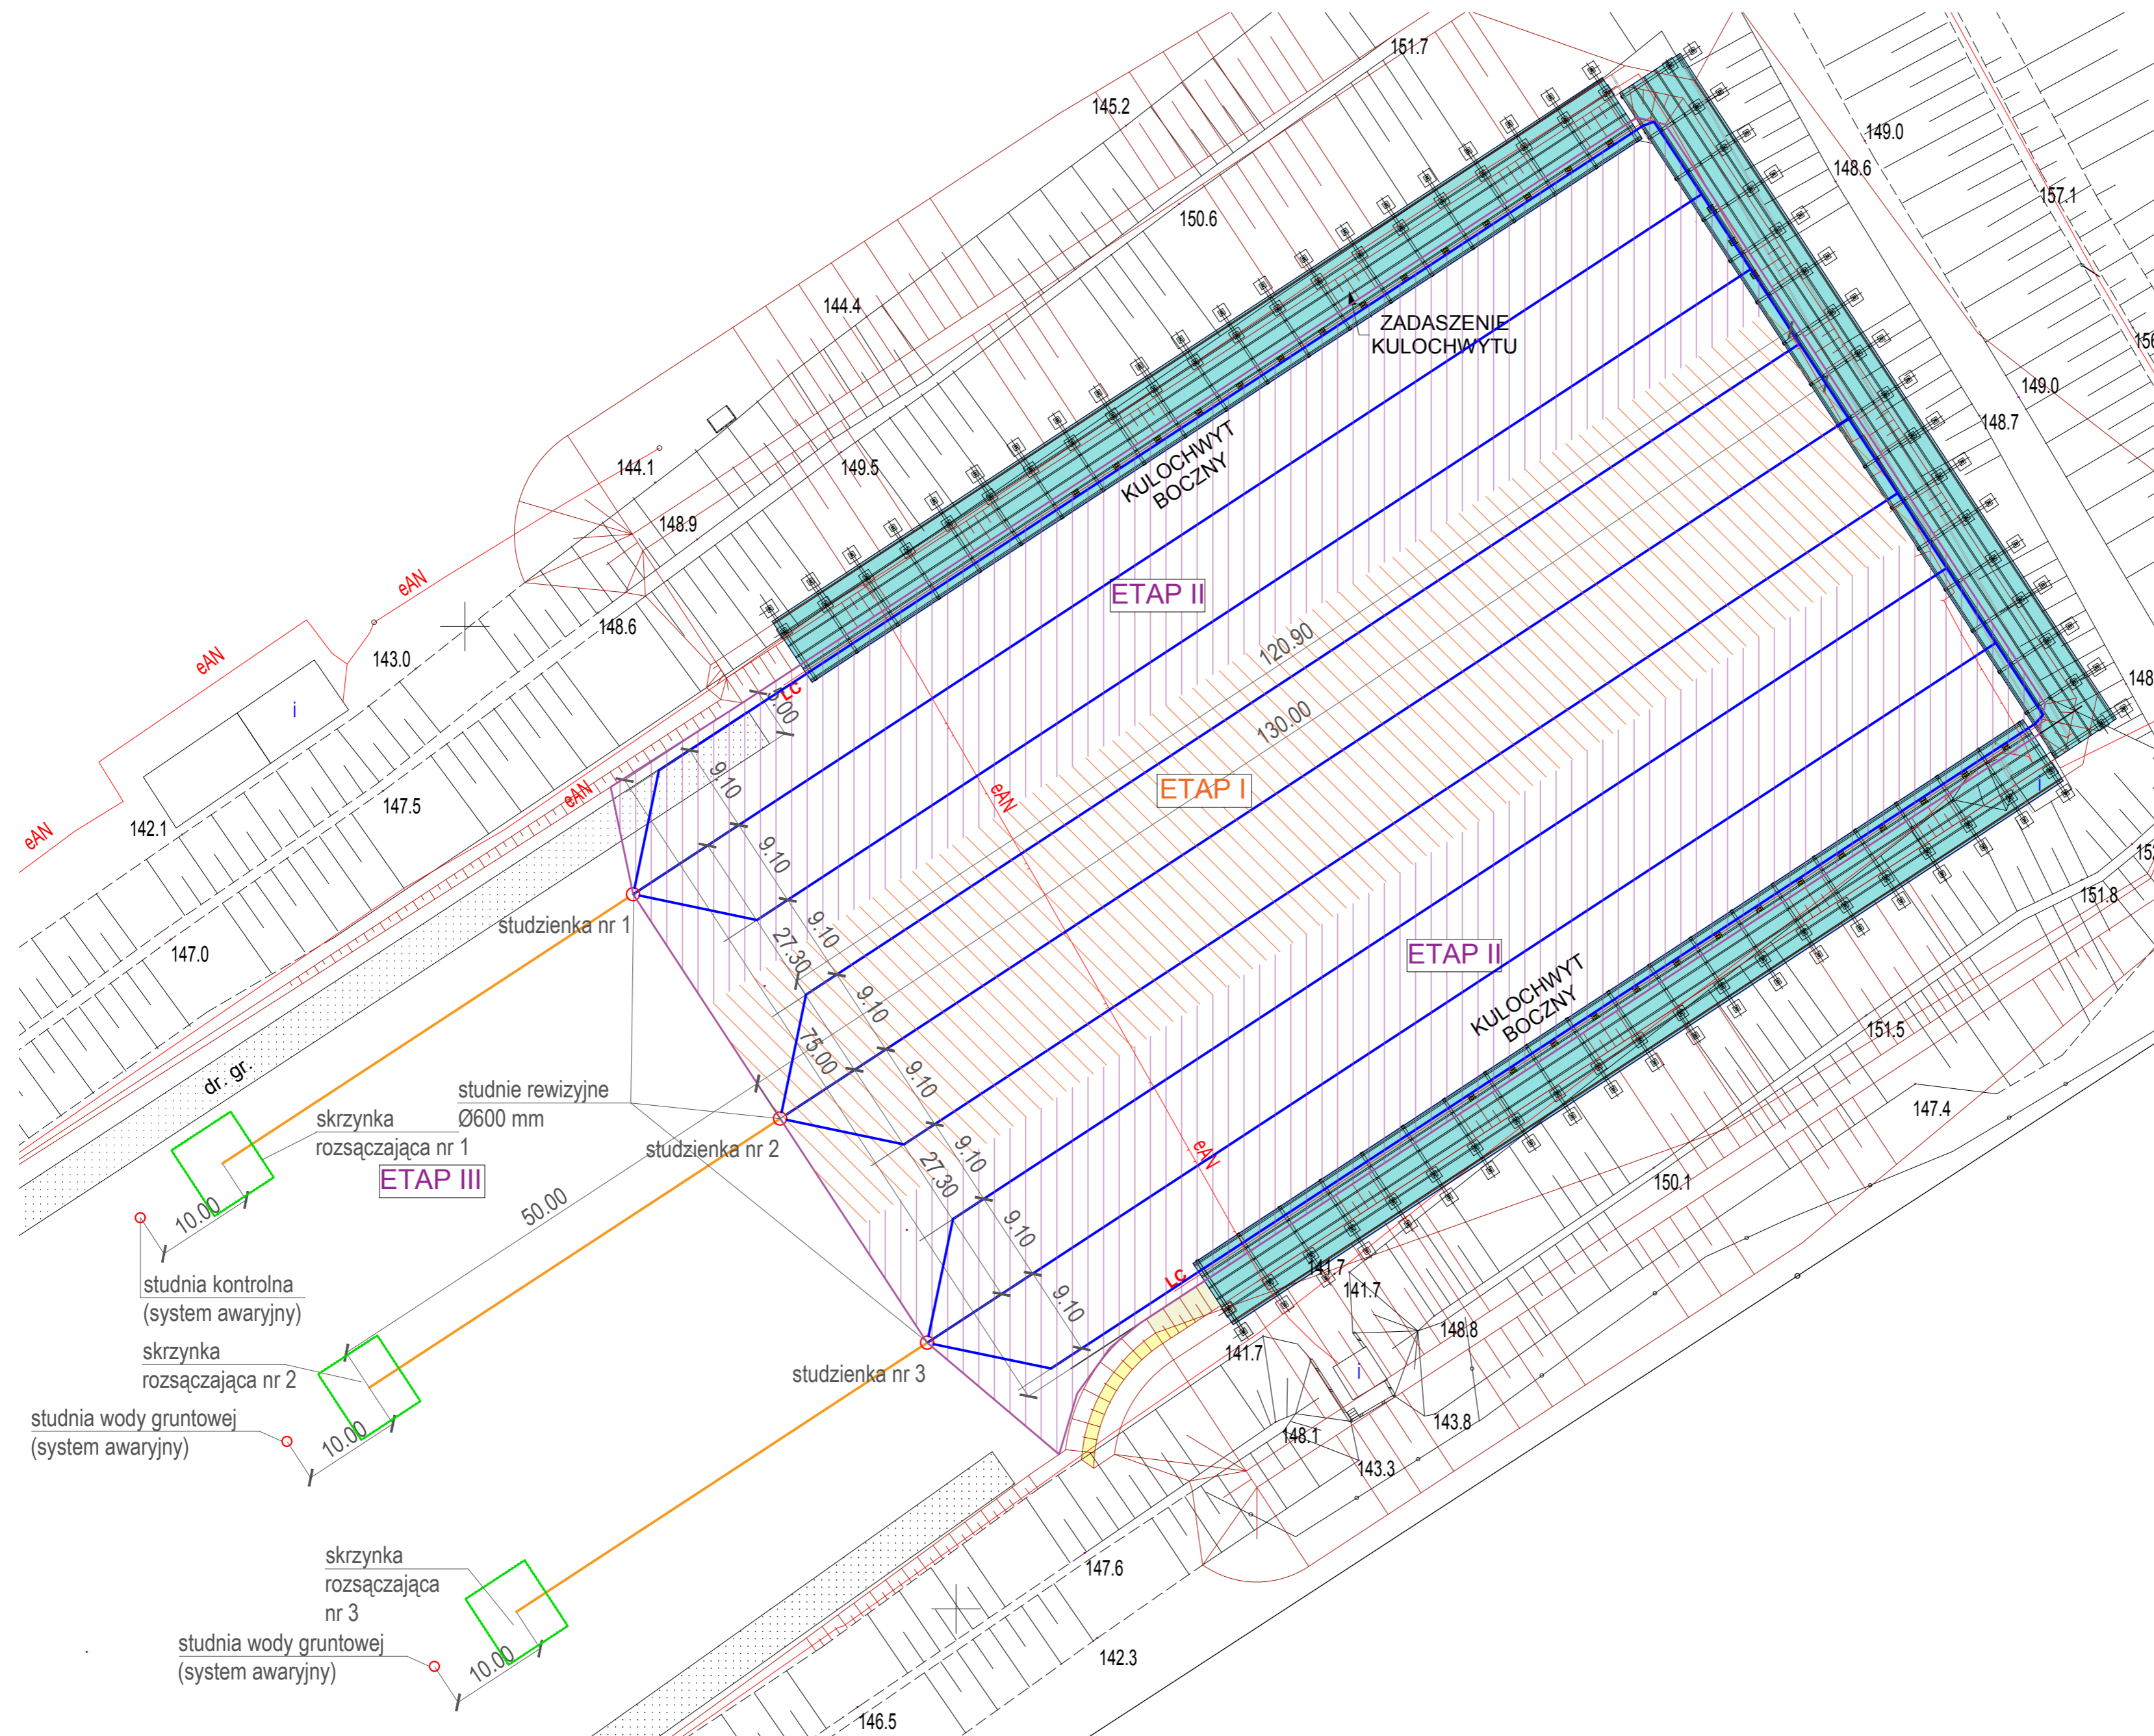 151.7
145.2
149.0
148.6
157.1
150.6
144.4
ZADASZENIE
KULOCHWYTU
149.0
148.7
KULOCHWYT
BOCZNY
144.1
149.5
148.9
eAN
ETAP II
148.6
120.90
eAN
143.0
LC
130.00
i
9.10
ETAP I
eAN
eAN
147.5
142.1
eAN
9.10
i
151.8
studzienka nr 1
9.10
27.30
ETAP II
147.0
KULOCHWYT
BOCZNY
9.10
75.00
151.5
dr. gr.
9.10
studnie rewizyjne
Ø600 mm
147.4
skrzynka
rozsączająca nr 1
studzienka nr 2
eAN
9.10
27.30
ETAP III
150.1
50.00
10.00
9.10
studnia kontrolna
(system awaryjny)
LC
141.7
141.7
9.10
148.8
141.7
skrzynka
rozsączająca nr 2
studzienka nr 3
i
studnia wody gruntowej
(system awaryjny)
10.00
143.8
148.1
143.3
skrzynka
rozsączająca
nr 3
147.6
studnia wody gruntowej
(system awaryjny)
10.00
142.3
146.5